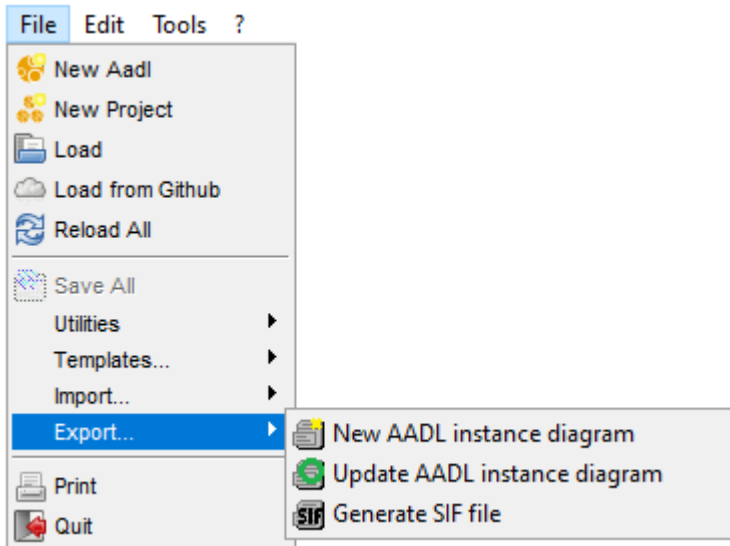 File Edit Tools ?
New Aadl
New Project
Load
Load from Github
Reload All
Save All
Utilities
Templates...
Import...
Export...
New AADL instance diagram
Update AADL instance diagram
SIF Generate SIF file
Print
Quit